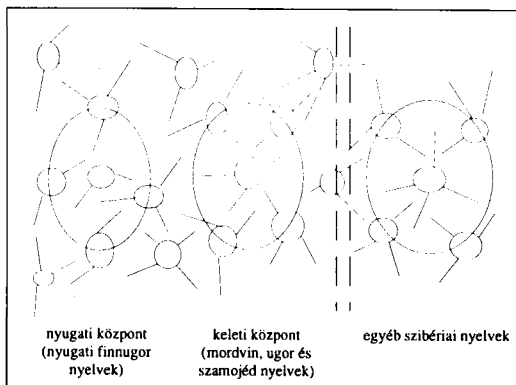 nyugati központ
(nyugati finnugor
nyelvek)
keleti központ
(mordvin, ugor és
szamojéd nyelvek)
egyéb szibériai nyelvek